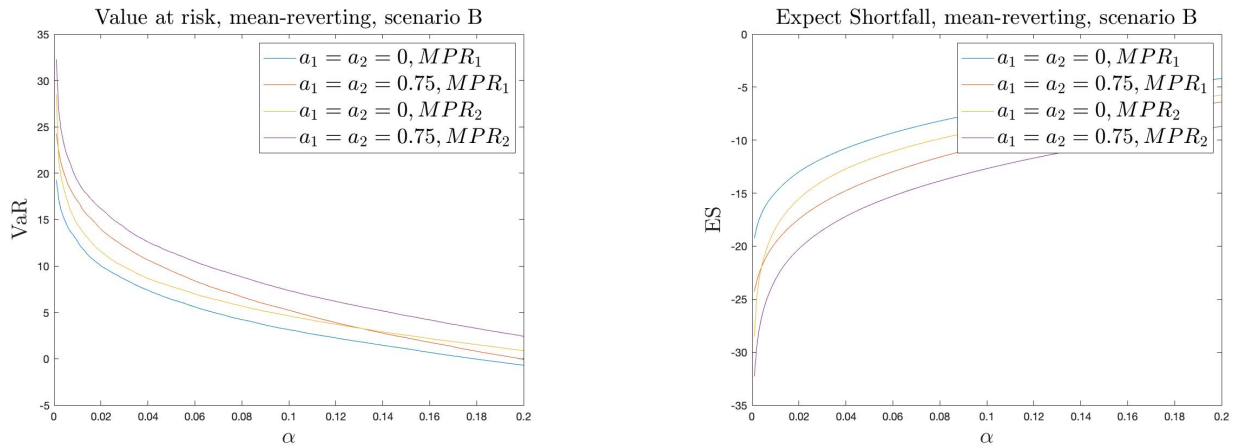 Value at risk, mean-reverting, scenario B
35
30
25
20
15
10
5
0
-5
VaR
a₁ = a₂ = 0, MPR₁
a₁ = a₂ = 0.75, MPR₁
a₁ = a₂ = 0, MPR₂
a₁ = a₂ = 0.75, MPR₂
0 0.02 0.04 0.06 0.08 0.1 0.12 0.14 0.16 0.18 0.2
α
Expect Shortfall, mean-reverting, scenario B
0
-5
-10
-15
-20
-25
-30
-35
ES
a₁ = a₂ = 0, MPR₁
a₁ = a₂ = 0.75, MPR₁
a₁ = a₂ = 0, MPR₂
a₁ = a₂ = 0.75, MPR₂
0 0.02 0.04 0.06 0.08 0.1 0.12 0.14 0.16 0.18 0.2
α